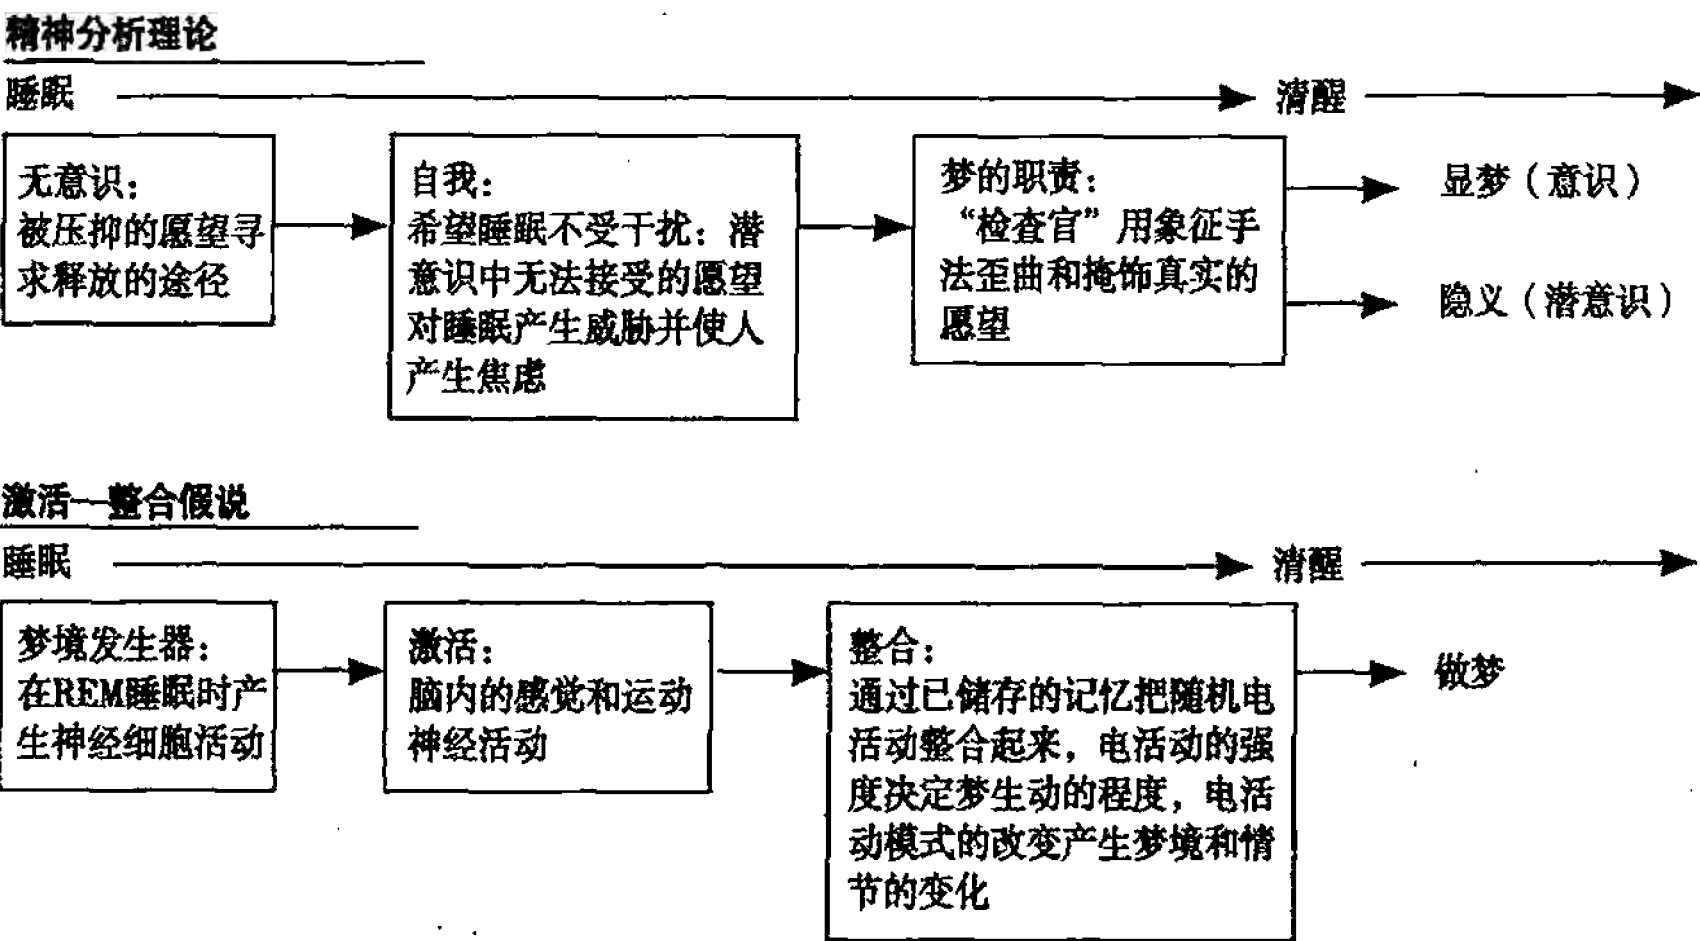 精神分析理论
睡眠
清醒
无意识：
被压抑的愿望寻
求释放的途径
自我：
希望睡眠不受干扰：潜
意识中无法接受的愿望
对睡眠产生威胁并使人
产生焦虑
梦的职责：
“检查官”用象征手
法歪曲和掩饰真实的
愿望
显梦（意识）
隐义（潜意识）
激活—整合假说
睡眠
清醒
梦境发生器：
在REM睡眠时产
生神经细胞活动
激活：
脑内的感觉和运动
神经活动
整合：
通过已储存的记忆把随机电
活动整合起来，电活动的强
度决定梦生动的程度，电活
动模式的改变产生梦境和情
节的变化
做梦